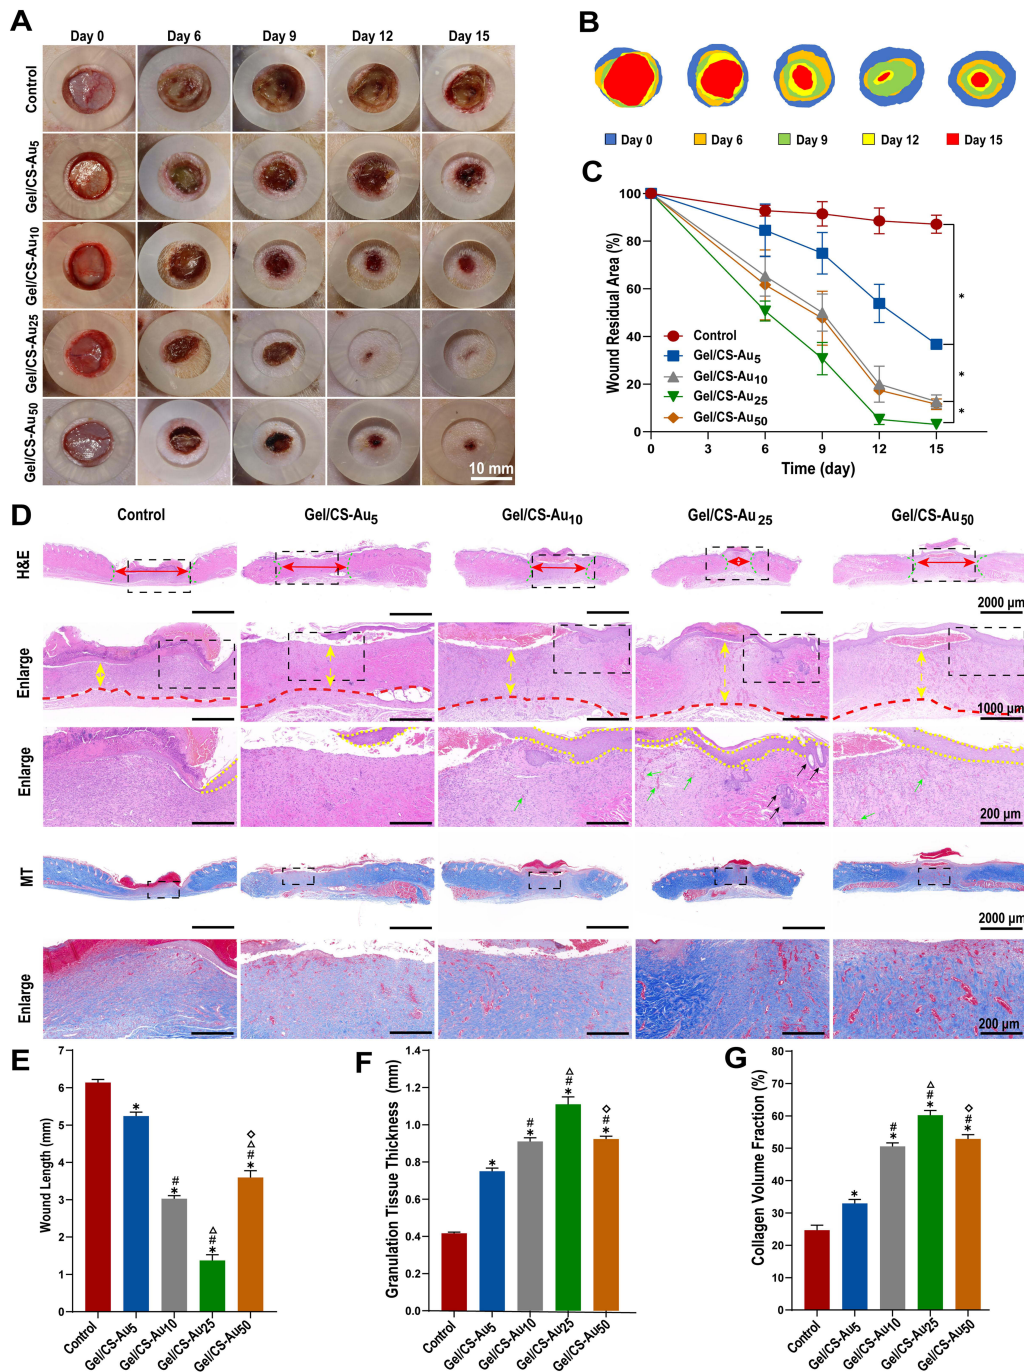 A
Day 0 Day 6 Day 9 Day 12 Day 15
Control
Gel/CS-Au5
Gel/CS-Au10
Gel/CS-Au25
Gel/CS-Au50
10 mm
B
Day 0 Day 6 Day 9 Day 12 Day 15
C
Wound Residual Area (%)
100
80
60
40
20
0
0 3 6 9 12 15
Time (day)
Control
Gel/CS-Au5
Gel/CS-Au10
Gel/CS-Au25
Gel/CS-Au50
*
*
*
D
Control Gel/CS-Au5 Gel/CS-Au10 Gel/CS-Au25 Gel/CS-Au50
H&E
2000 µm
Enlarge
1000 µm
Enlarge
200 µm
MT
2000 µm
Enlarge
200 µm
E
Wound Length (mm)
7
6
5
4
3
2
1
0
*
#
*
△
#
*
◇
△
#
*
Control Gel/CS-Au5 Gel/CS-Au10 Gel/CS-Au25 Gel/CS-Au50
F
Granulation Tissue Thickness (mm)
1.4
1.2
1.0
0.8
0.6
0.4
0.2
0.0
*
#
*
△
#
*
◇
#
*
Control Gel/CS-Au5 Gel/CS-Au10 Gel/CS-Au25 Gel/CS-Au50
G
Collagen Volume Fraction (%)
80
70
60
50
40
30
20
10
0
*
#
*
△
#
*
◇
#
*
Control Gel/CS-Au5 Gel/CS-Au10 Gel/CS-Au25 Gel/CS-Au50